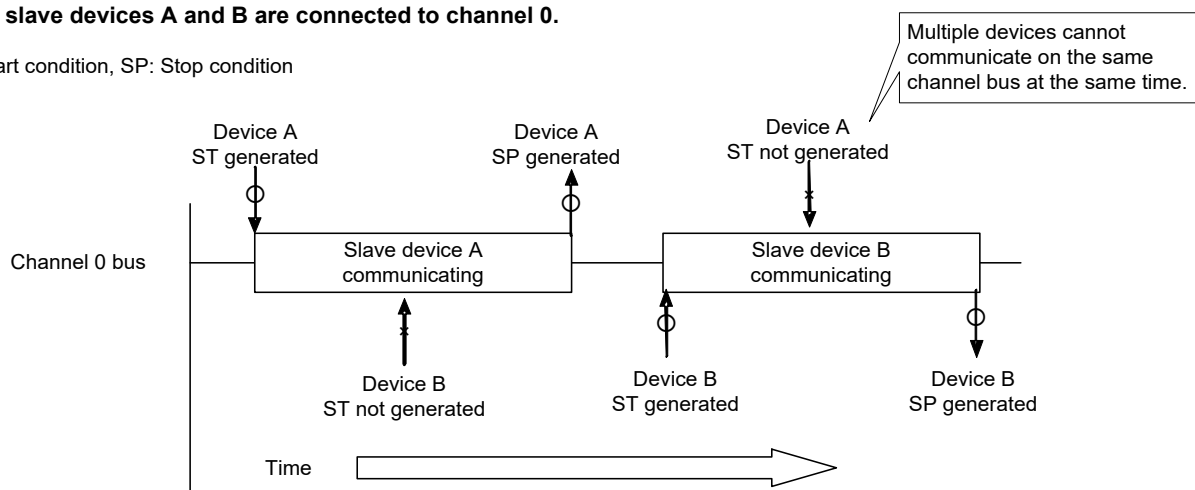 slave devices A and B are connected to channel 0.
art condition, SP: Stop condition
Multiple devices cannot
communicate on the same
channel bus at the same time.
Device A
ST generated
Device A
SP generated
Device A
ST not generated
Channel 0 bus
Slave device A
communicating
Slave device B
communicating
Device B
ST not generated
Device B
ST generated
Device B
SP generated
Time